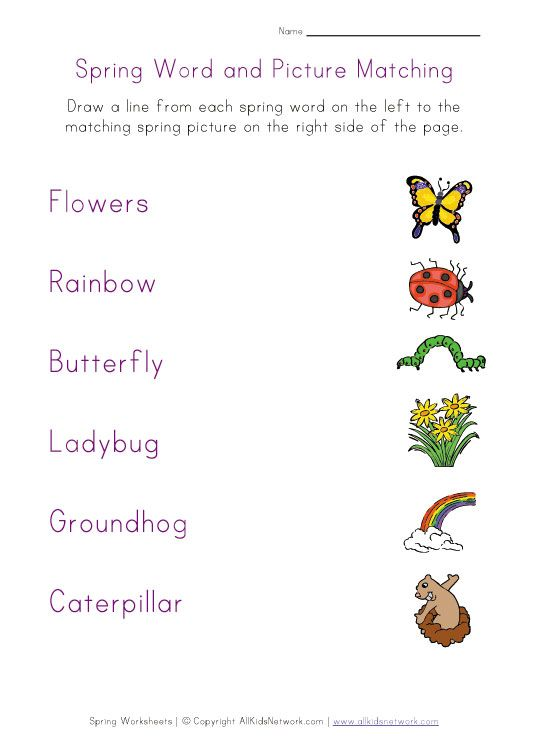 Name
Spring Word and Picture Matching
Draw a line from each spring word on the left to the
matching spring picture on the right side of the page.
Flowers
Rainbow
Butterfly
Ladybug
Groundhog
Caterpillar
Spring Worksheets | © Copyright AllKidsNetwork.com | www.allkidsnetwork.com